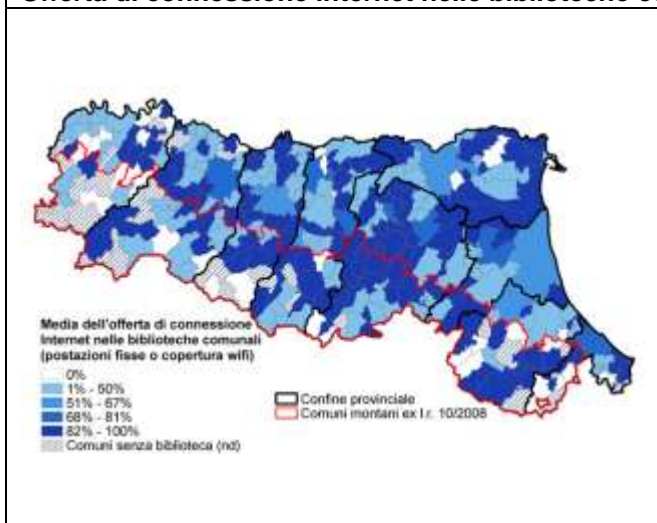 Media dell'offerta di connessione
Internet nelle biblioteche comunali
(postazioni fisse o copertura wifi)
0%
1% - 50%
51% - 67%
68% - 81%
82% - 100%
Comuni senza biblioteca (nd)
Confine provinciale
Comuni montani ex l.r. 10/2008